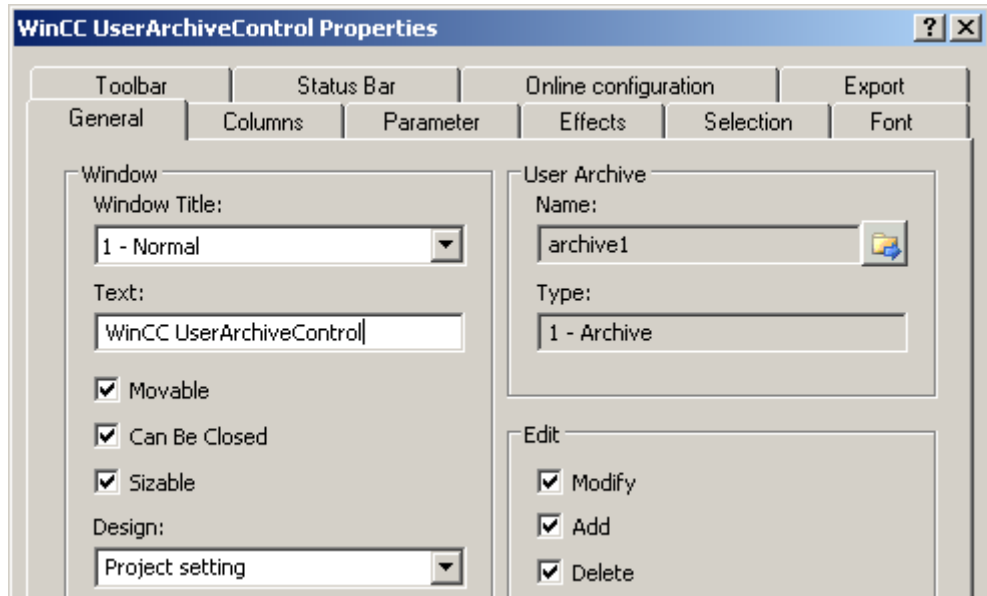 WinCC UserArchiveControl Properties
Toolbar Status Bar Online configuration Export
General Columns Parameter Effects Selection Font
Window
Window Title:
1 - Normal
Text:
WinCC UserArchiveControl
Movable
Can Be Closed
Sizable
Design:
Project setting
User Archive
Name:
archive1
Type:
1 - Archive
Edit
Modify
Add
Delete